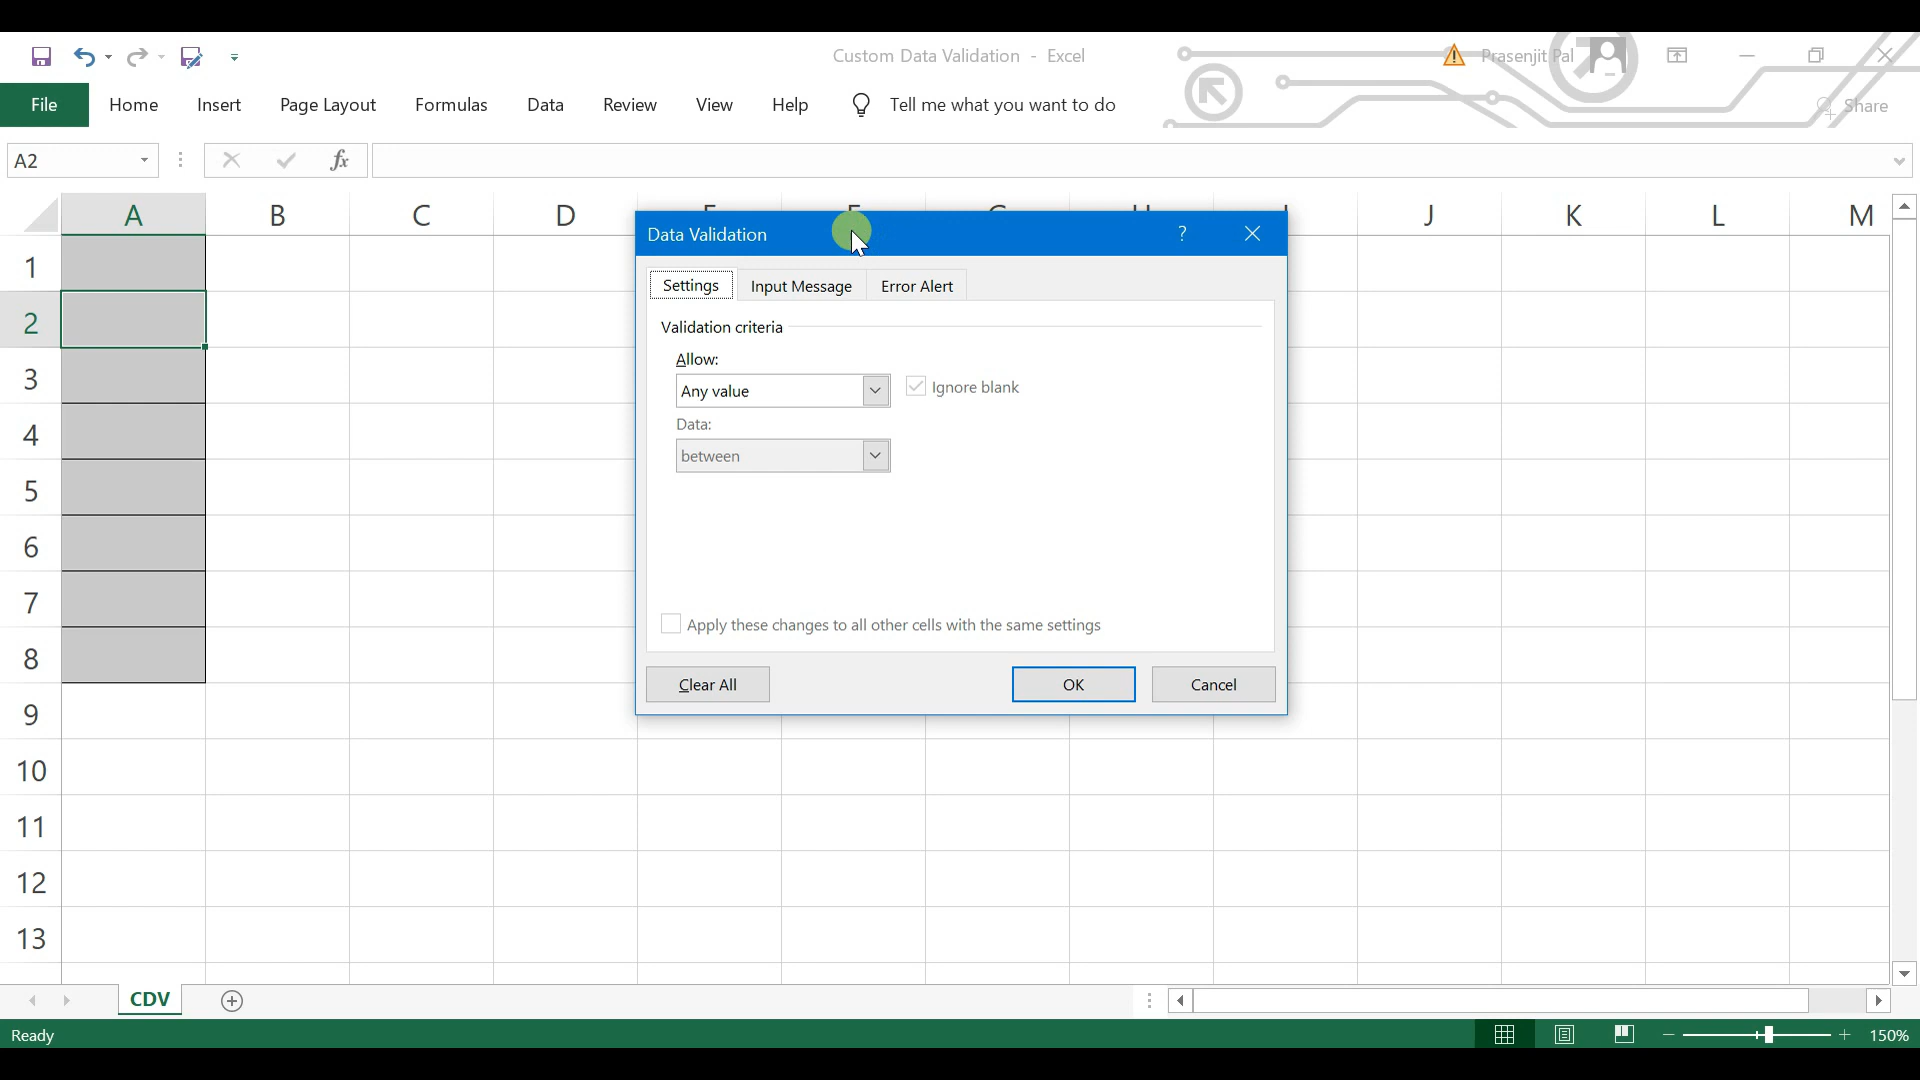 Custom Data Validation - Excel
Prasenjit Pal
File Home Insert Page Layout Formulas Data Review View Help Tell me what you want to do Share
A2
fx
A B C D J K L M
Data Validation ?
Settings Input Message Error Alert
Validation criteria
Allow:
Any value
Ignore blank
Data:
between
Apply these changes to all other cells with the same settings
Clear All OK Cancel
1
2
3
4
5
6
7
8
9
10
11
12
13
CDV
Ready
150%